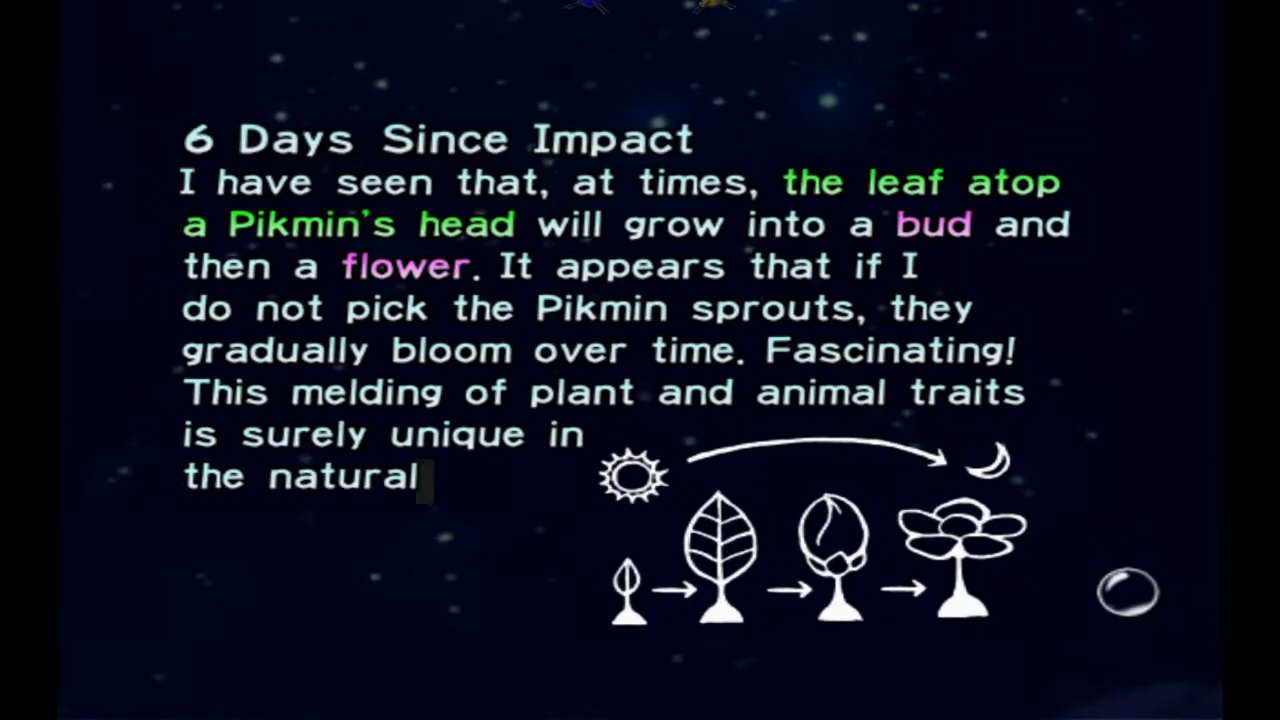 6 Days Since Impact
I have seen that, at times, the leaf atop
a Pikmin's head will grow into a bud and
then a flower. It appears that if I
do not pick the Pikmin sprouts, they
gradually bloom over time. Fascinating!
This melding of plant and animal traits
is surely unique in
the natural